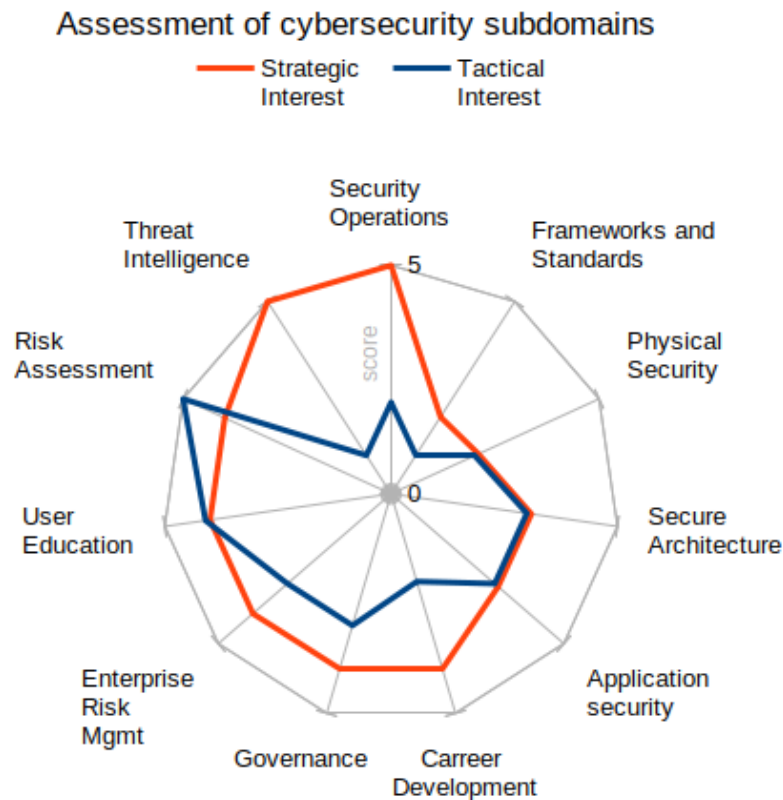 Assessment of cybersecurity subdomains
Strategic
Interest
Tactical
Interest
Security
Operations
Threat
Intelligence
Frameworks and
Standards
5
score
Risk
Assessment
Physical
Security
0
User
Education
Secure
Architecture
Enterprise
Risk
Mgmt
Application
security
Governance
Carreer
Development